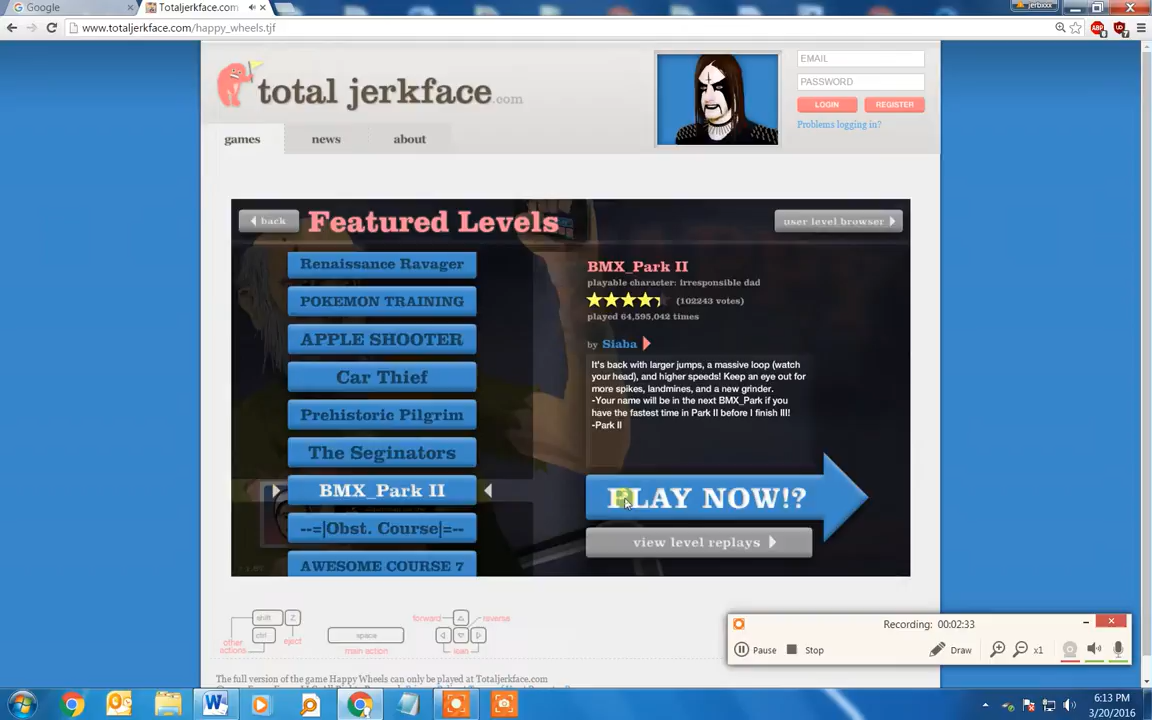 Google
Totaljerkface.com
jerbxxx
www.totaljerkface.com/happy_wheels.tjf
total jerkface.com
EMAIL
PASSWORD
LOGIN REGISTER
Problems logging in?
games news about
back Featured Levels user level browser
Renaissance Ravager
POKEMON TRAINING
APPLE SHOOTER
Car Thief
Prehistoric Pilgrim
The Seginators
BMX_Park II
--=|Obst. Course|=--
AWESOME COURSE 7
BMX_Park II
playable character: irresponsible dad
(102243 votes)
played 64,595,042 times
by Siaba
It's back with larger jumps, a massive loop (watch
your head), and higher speeds! Keep an eye out for
more spikes, landmines, and a new grinder.
-Your name will be in the next BMX_Park if you
have the fastest time in Park II before I finish III!
-Park II
PLAY NOW!?
view level replays
shift Z
ctrl eject
other
actions
space
main action
forward reverse
lean
Recording: 00:02:33
Pause Stop Draw x1
The full version of the game Happy Wheels can only be played at Totaljerkface.com
6:13 PM
3/20/2016